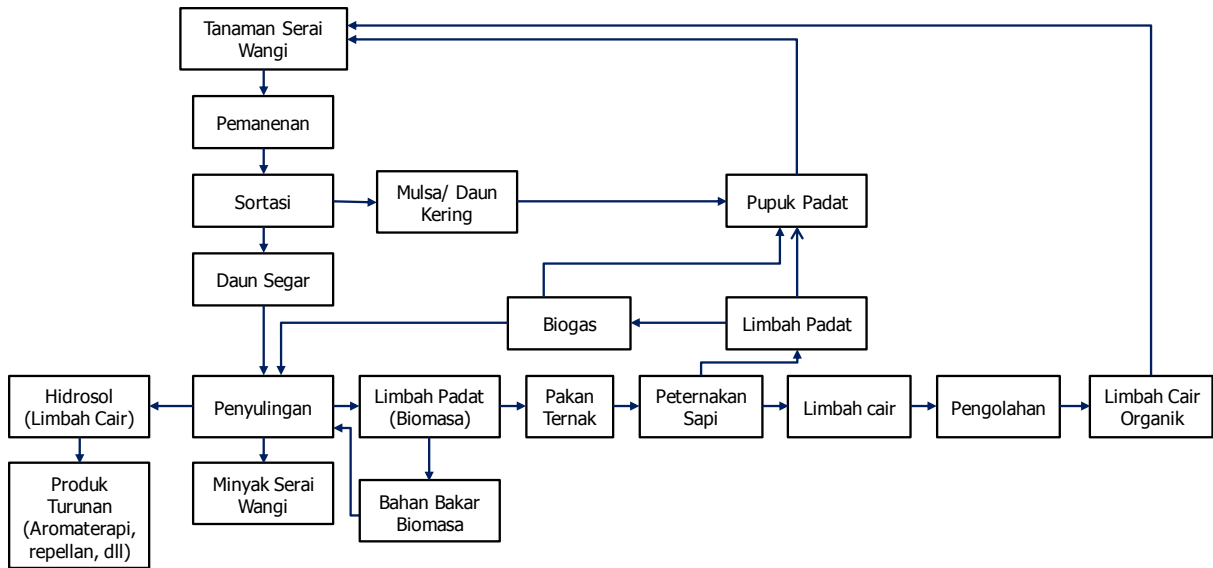 Tanaman Serai
Wangi
Pemanenan
Sortasi
Mulsa/ Daun
Kering
Pupuk Padat
Daun Segar
Biogas
Limbah Padat
Hidrosol
(Limbah Cair)
Penyulingan
Limbah Padat
(Biomasa)
Pakan
Ternak
Peternakan
Sapi
Limbah cair
Pengolahan
Limbah Cair
Organik
Produk
Turunan
(Aromaterapi,
repellan, dll)
Minyak Serai
Wangi
Bahan Bakar
Biomasa